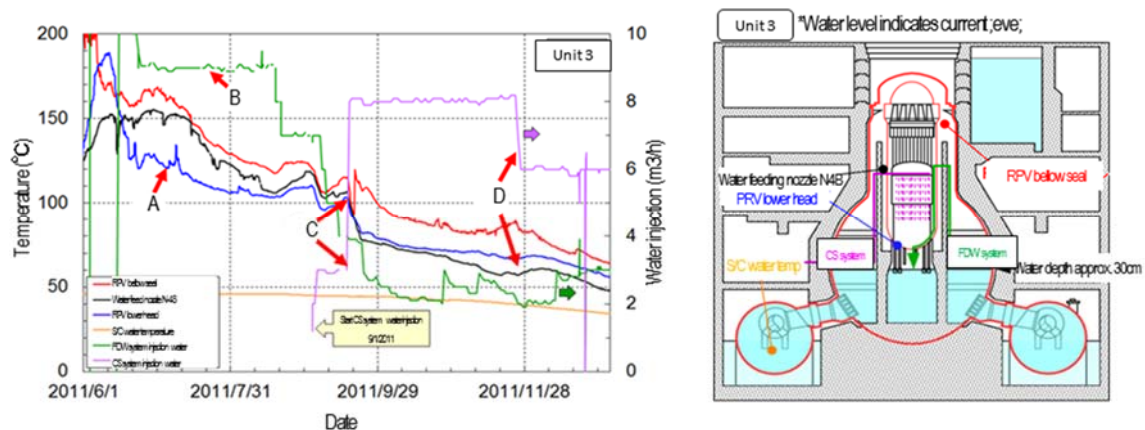 200
150
100
50
0
Temperature (°C)
10
8
6
4
2
0
Water injection (m3/h)
2011/6/1
2011/7/31
2011/9/29
2011/11/28
Date
Unit 3
A
B
C
D
RPV bellow seal
Water feed nozzle N-4B
RPV lower head
S/C water temperature
FDW system injection water
CS system injection water
Start CS system water injection
9/1/2011
Unit 3
*Water level indicates current ;eve;
Water feeding nozzle N4B
PRV lower head
RPV bellow seal
S/C water temp
CS system
FDW system
Water depth approx. 30cm